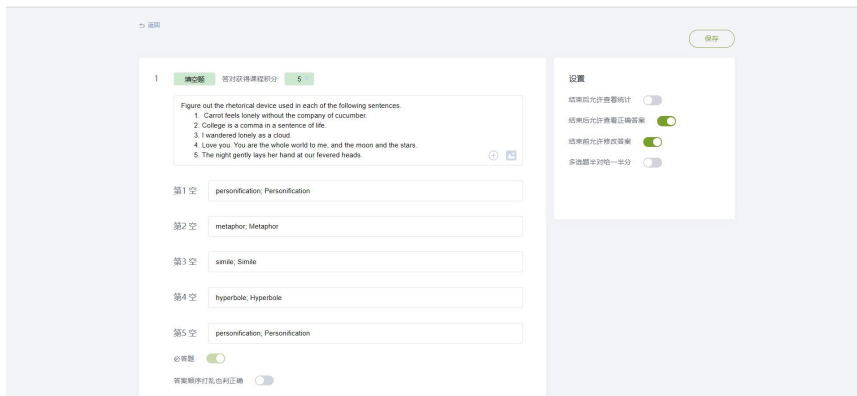 返回
保存
1 填空题 答对获得课程积分 5
Figure out the rhetorical device used in each of the following sentences.
1. Carrot feels lonely without the company of cucumber.
2. College is a comma in a sentence of life.
3. I wandered lonely as a cloud.
4. Love you. You are the whole world to me, and the moon and the stars.
5. The night gently lays her hand at our fevered heads.
第1空 personification; Personification
第2空 metaphor; Metaphor
第3空 simile; Simile
第4空 hyperbole; Hyperbole
第5空 personification; Personification
必答题
答案顺序打乱也判正确
设置
结束后允许查看统计
结束后允许查看正确答案
结束前允许修改答案
多选题半对给一半分